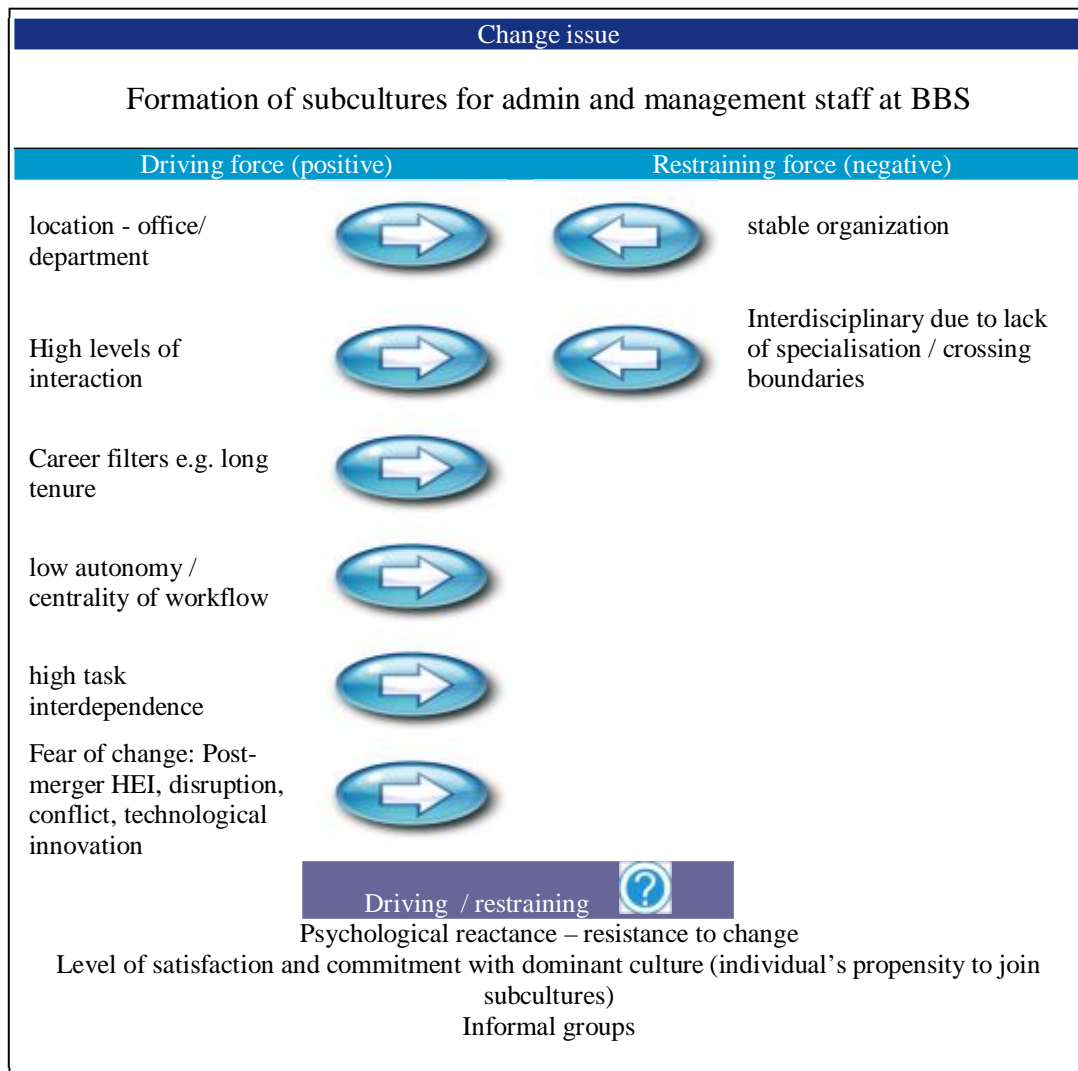 Change issue
Formation of subcultures for admin and management staff at BBS
Driving force (positive)
Restraining force (negative)
location - office/
department
stable organization
High levels of
interaction
Interdisciplinary due to lack
of specialisation / crossing
boundaries
Career filters e.g. long
tenure
low autonomy /
centrality of workflow
high task
interdependence
Fear of change: Post-
merger HEI, disruption,
conflict, technological
innovation
Driving / restraining ?
Psychological reactance – resistance to change
Level of satisfaction and commitment with dominant culture (individual’s propensity to join
subcultures)
Informal groups